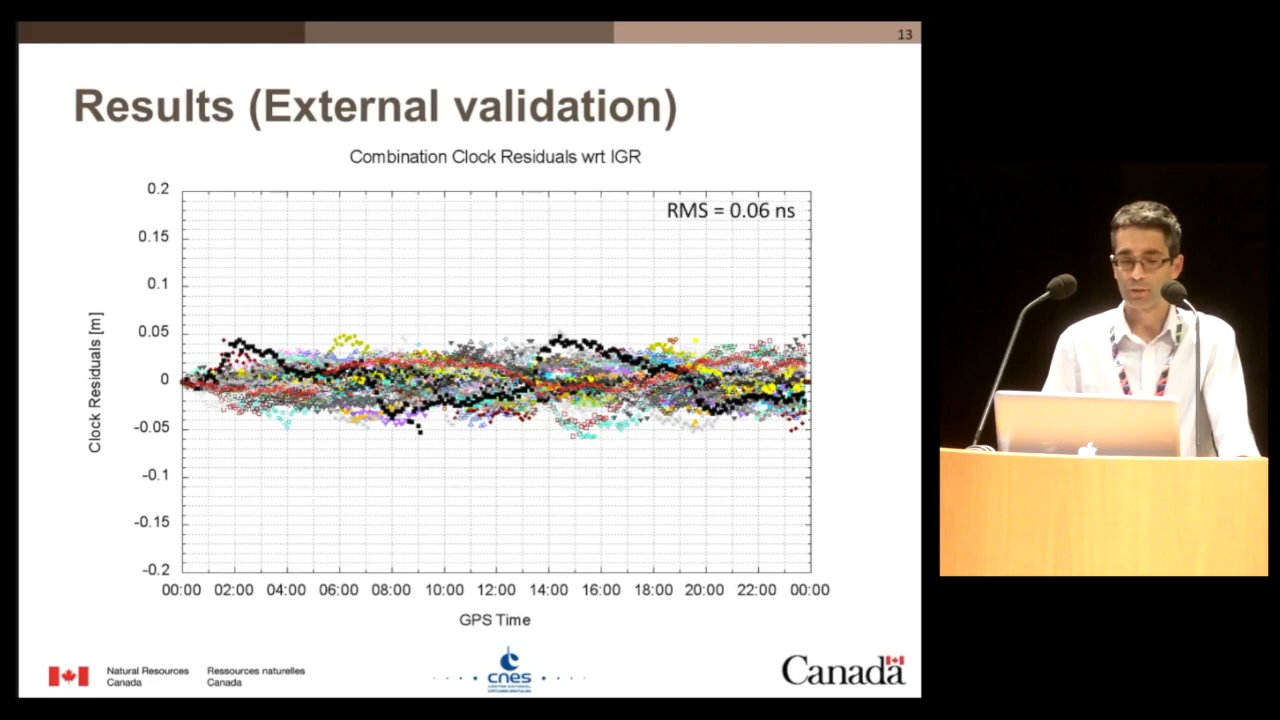 13
Results (External validation)
Combination Clock Residuals wrt IGR
RMS = 0.06 ns
0.2
0.15
0.1
0.05
0
-0.05
-0.1
-0.15
-0.2
Clock Residuals [m]
00:00 02:00 04:00 06:00 08:00 10:00 12:00 14:00 16:00 18:00 20:00 22:00 00:00
GPS Time
Natural Resources
Canada
Ressources naturelles
Canada
cnes
Canada